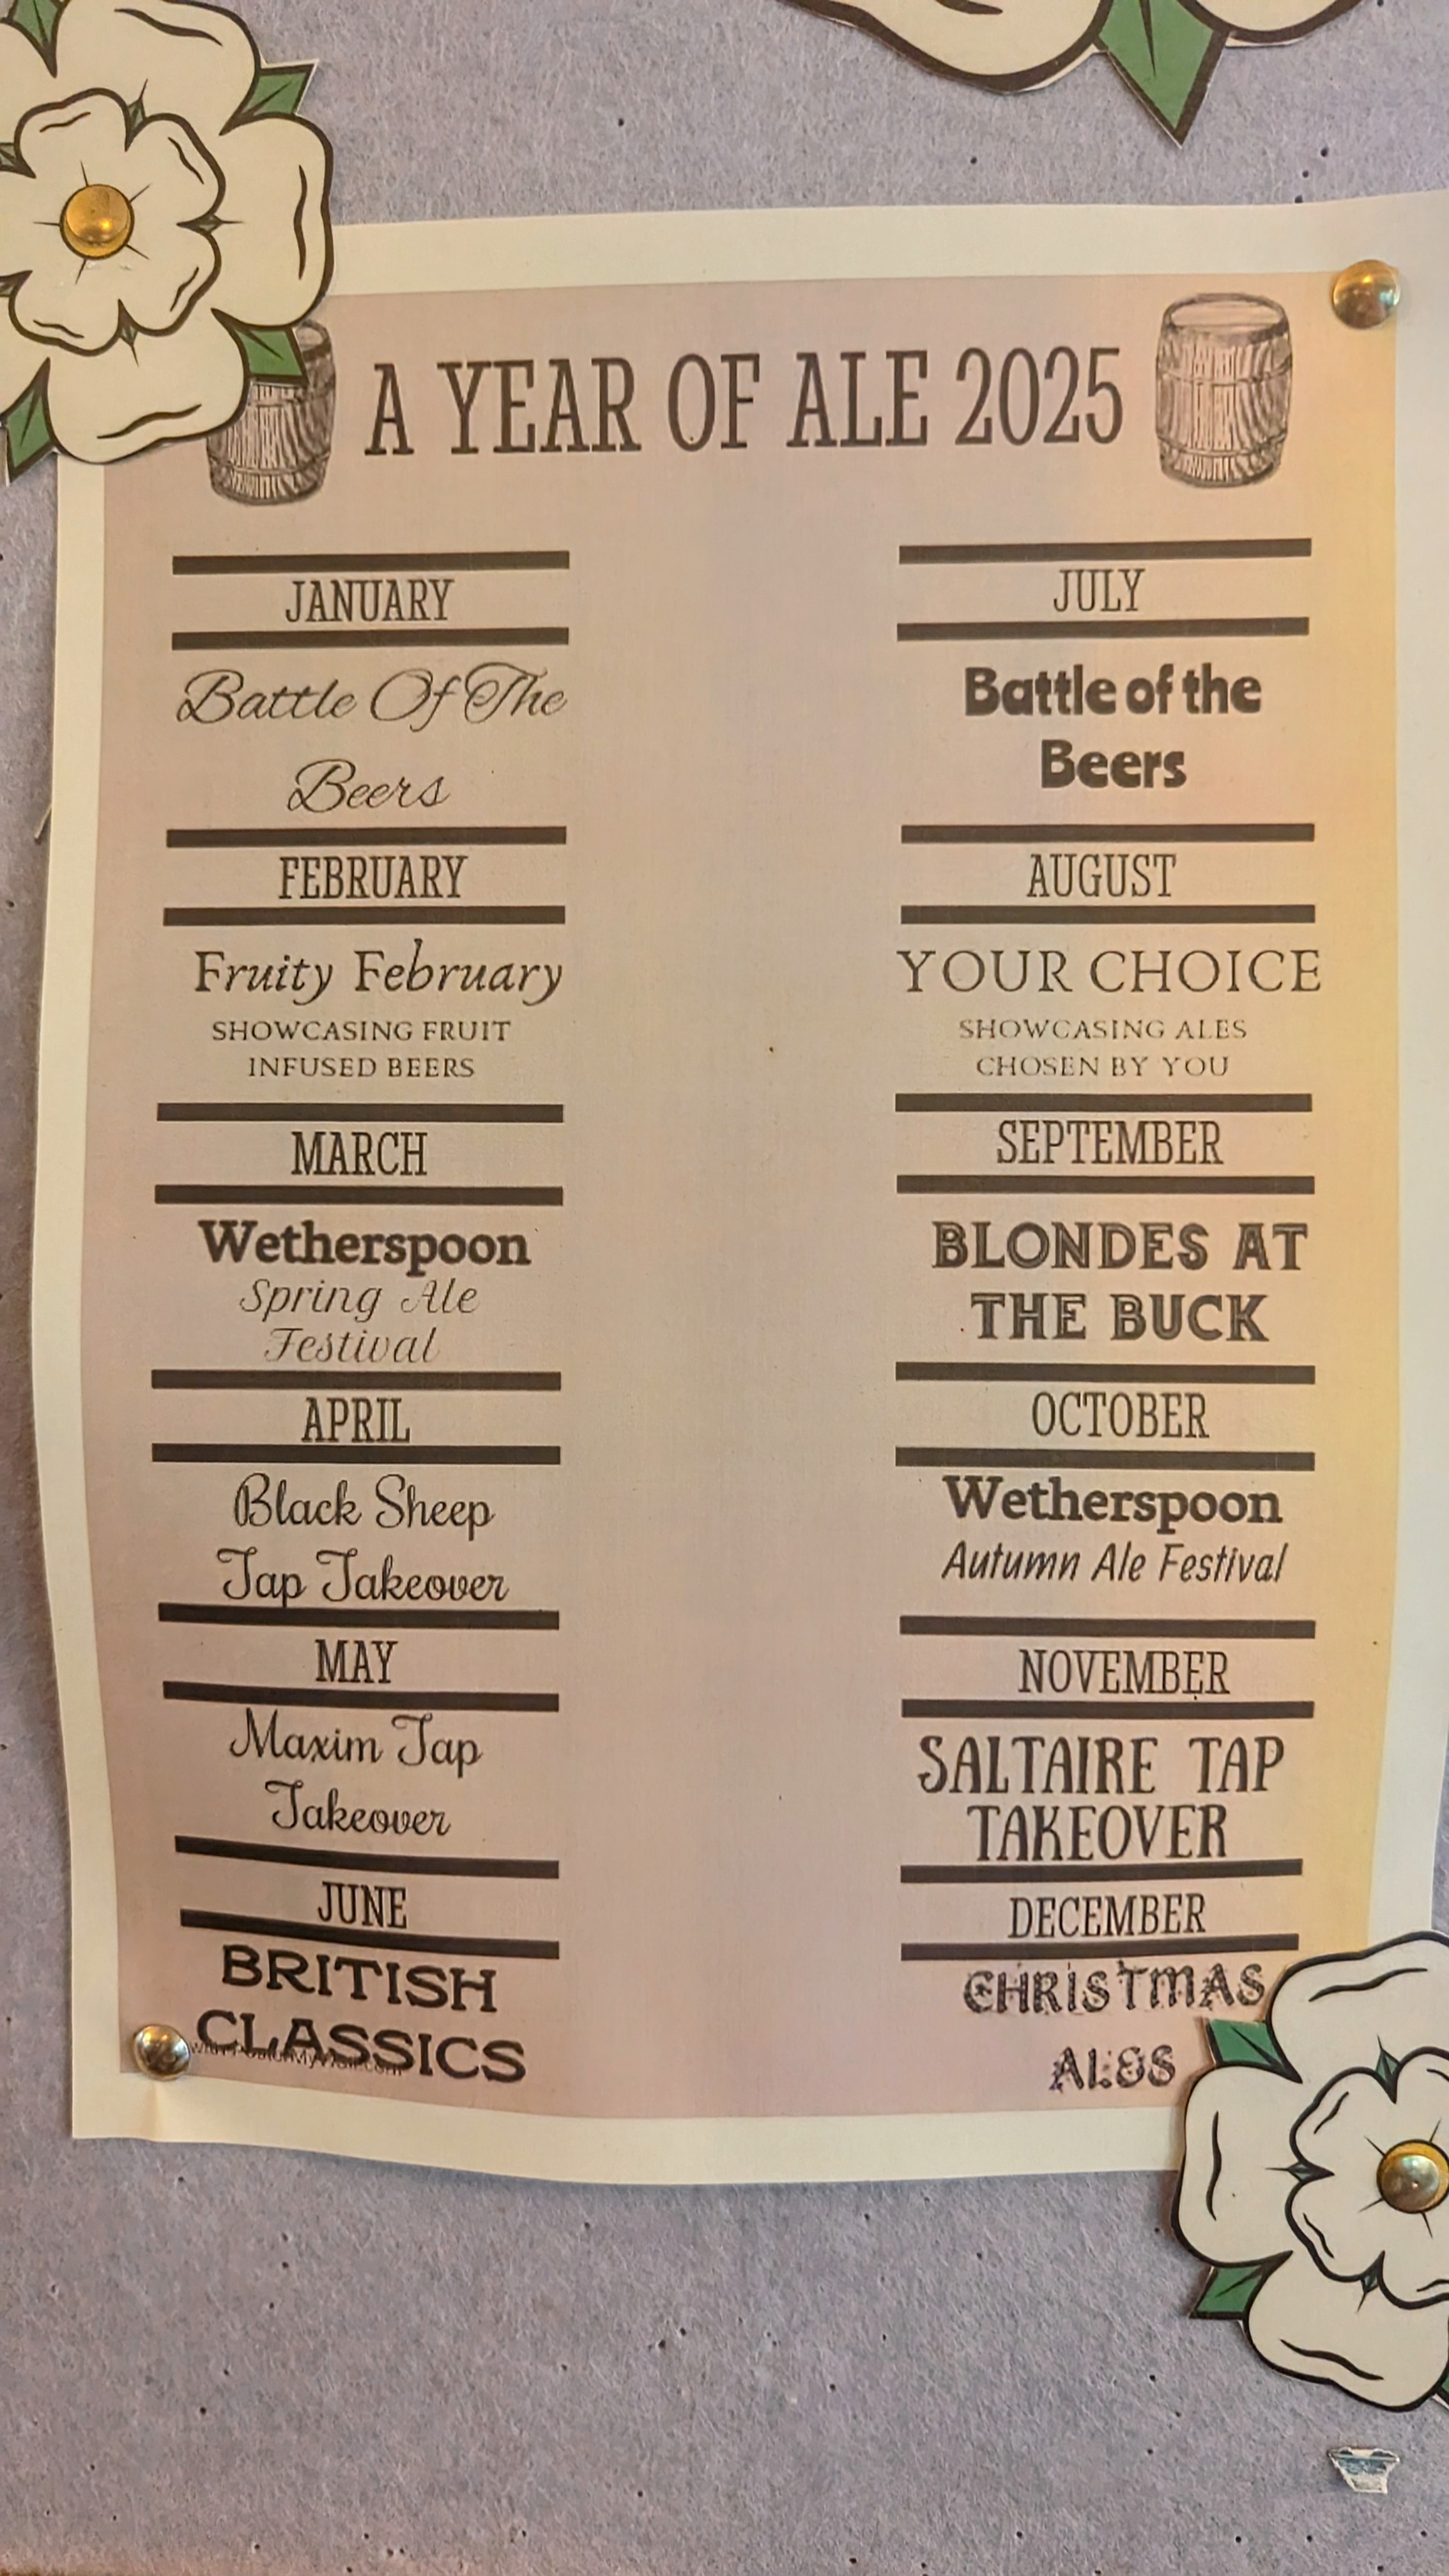 A YEAR OF ALE 2025
JANUARY
Battle Of The
Beers
FEBRUARY
Fruity February
SHOWCASING FRUIT
INFUSED BEERS
MARCH
Wetherspoon
Spring Ale
Festival
APRIL
Black Sheep
Tap Takeover
MAY
Maxim Tap
Takeover
JUNE
BRITISH
CLASSICS
JULY
Battle of the
Beers
AUGUST
YOUR CHOICE
SHOWCASING ALES
CHOSEN BY YOU
SEPTEMBER
BLONDES AT
THE BUCK
OCTOBER
Wetherspoon
Autumn Ale Festival
NOVEMBER
SALTAIRE TAP
TAKEOVER
DECEMBER
CHRISTMAS
ALES